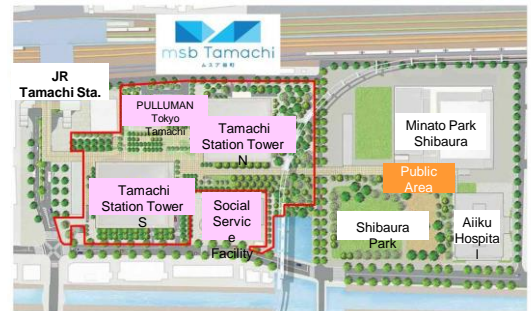 msb Tamachi
ムスブ田町
JR
Tamachi Sta.
PULLUMAN
Tokyo
Tamachi
Tamachi
Station Tower
N
Minato Park
Shibaura
Public
Area
Tamachi
Station Tower
S
Social
Servic
e
Facility
Shibaura
Park
Aiiku
Hospita
l